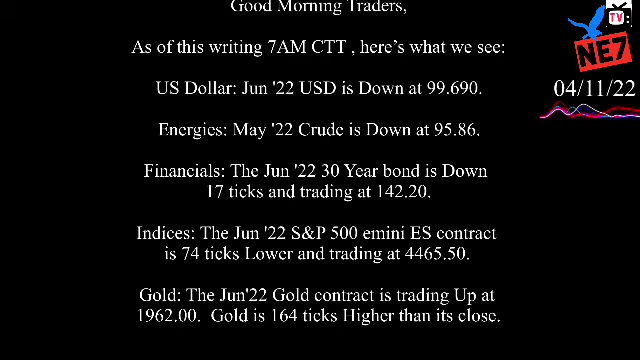 Good Morning Traders,
As of this writing 7AM CTT , here's what we see:
US Dollar: Jun '22 USD is Down at 99.690.
Energies: May '22 Crude is Down at 95.86.
Financials: The Jun '22 30 Year bond is Down
17 ticks and trading at 142.20.
Indices: The Jun '22 S&P 500 emini ES contract
is 74 ticks Lower and trading at 4465.50.
Gold: The Jun'22 Gold contract is trading Up at
1962.00. Gold is 164 ticks Higher than its close.
TV
NE7
04/11/22